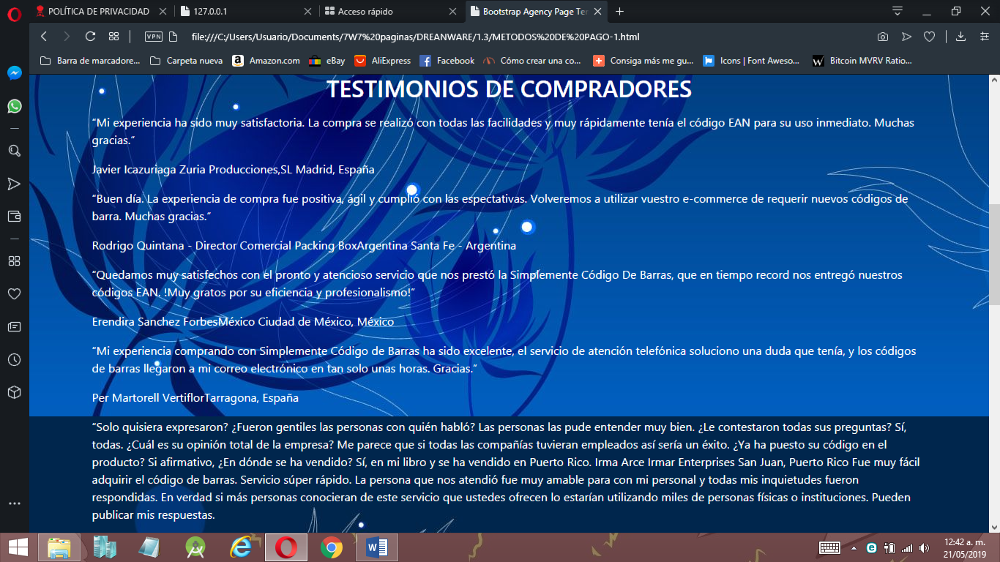 POLÍTICA DE PRIVACIDAD
127.0.0.1
Acceso rápido
Bootstrap Agency Page Ter
VPN
file:///C:/Users/Usuario/Documents/7W7%20paginas/DREANWARE/1.3/METODOS%20DE%20PAGO-1.html
Barra de marcadore...
Carpeta nueva
Amazon.com
eBay
AliExpress
Facebook
Cómo crear una co...
Consiga más me gu...
Icons | Font Aweso...
Bitcoin MVRV Ratio...
TESTIMONIOS DE COMPRADORES
“Mi experiencia ha sido muy satisfactoria. La compra se realizó con todas las facilidades y muy rápidamente tenía el código EAN para su uso inmediato. Muchas
gracias.”
Javier Icazuriaga Zuria Producciones,SL Madrid, España
“Buen día. La experiencia de compra fue positiva, ágil y cumplió con las espectativas. Volveremos a utilizar vuestro e-commerce de requerir nuevos códigos de
barra. Muchas gracias.”
Rodrigo Quintana - Director Comercial Packing BoxArgentina Santa Fe - Argentina
“Quedamos muy satisfechos con el pronto y atencioso servicio que nos prestó la Simplemente Código De Barras, que en tiempo record nos entregó nuestros
códigos EAN. !Muy gratos por su eficiencia y profesionalismo!”
Erendira Sanchez ForbesMéxico Ciudad de México, México
“Mi experiencia comprando con Simplemente Código de Barras ha sido excelente, el servicio de atención telefónica soluciono una duda que tenía, y los códigos
de barras llegaron a mi correo electrónico en tan solo unas horas. Gracias.”
Per Martorell VertiflorTarragona, España
“Solo quisiera expresaron? ¿Fueron gentiles las personas con quién habló? Las personas las pude entender muy bien. ¿Le contestaron todas sus preguntas? Sí,
todas. ¿Cuál es su opinión total de la empresa? Me parece que si todas las compañías tuvieran empleados así sería un éxito. ¿Ya ha puesto su código en el
producto? Si afirmativo, ¿En dónde se ha vendido? Sí, en mi libro y se ha vendido en Puerto Rico. Irma Arce Irmar Enterprises San Juan, Puerto Rico Fue muy fácil
adquirir el código de barras. Servicio súper rápido. La persona que nos atendió fue muy amable para con mi personal y todas mis inquietudes fueron
respondidas. En verdad si más personas conocieran de este servicio que ustedes ofrecen lo estarían utilizando miles de personas físicas o instituciones. Pueden
publicar mis respuestas.
12:42 a. m.
21/05/2019